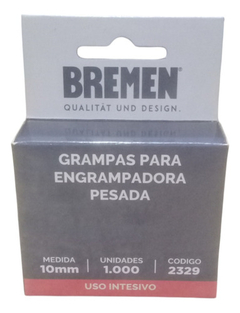 BREMEN®
QUALITÄT UND DESIGN.
GRAMPAS PARA
ENGRAMPADORA
PESADA
MEDIDA UNIDADES CODIGO
10mm 1.000 2329
USO INTESIVO